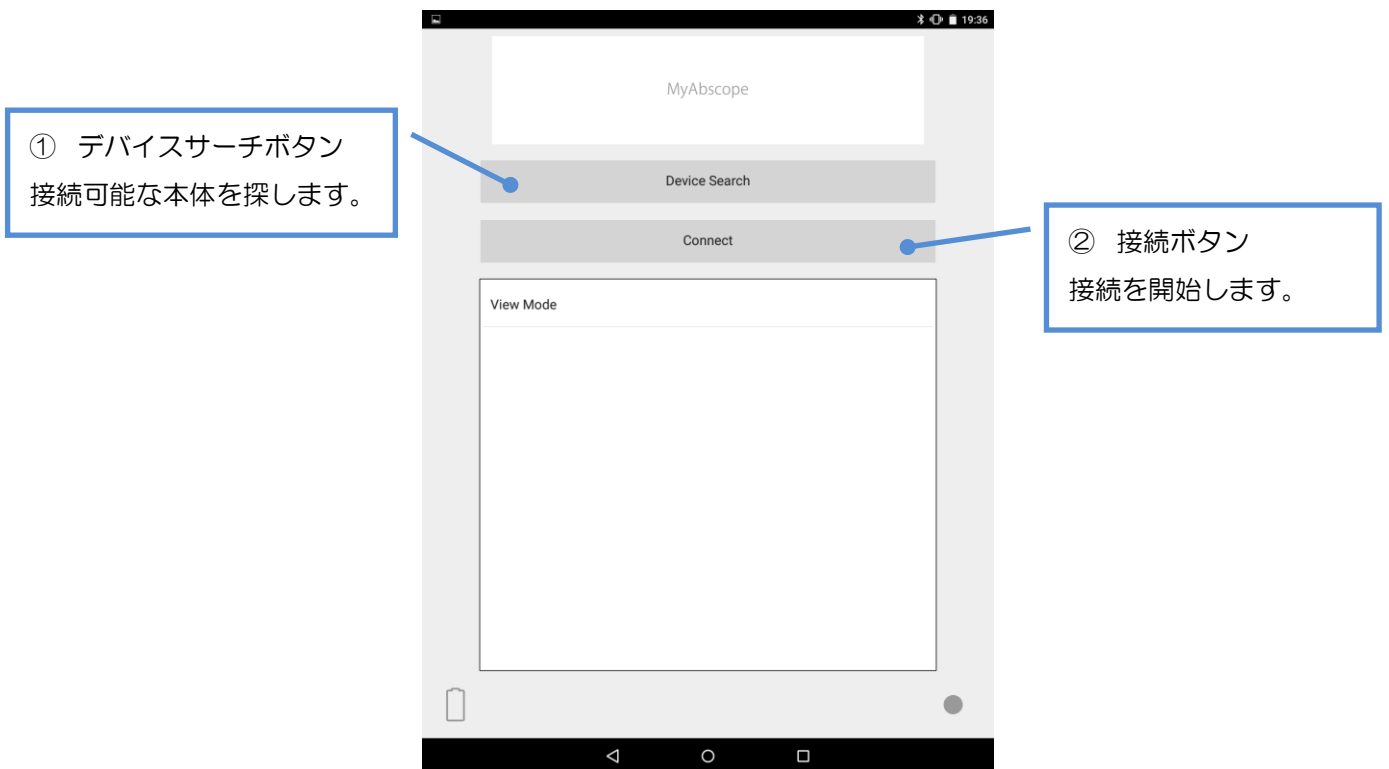 19:36
MyAbscope
① デバイスサーチボタン
接続可能な本体を探します。
Device Search
Connect
② 接続ボタン
接続を開始します。
View Mode